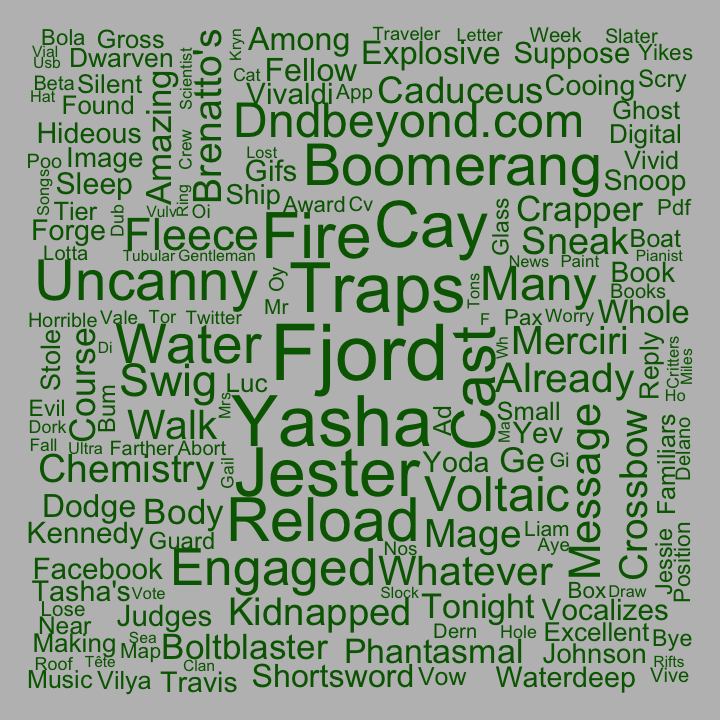 Bola
Gross
Vial
Usb
Dwarven
Beta
Silent
Hat
Found
Hideous
Poo
Image
Songs
Sleep
Tier
Dub
Forge
Lotta
Amazing
Scientist
Crew
Ring
Vulvo
Brenatto's
Oi
Kryn
Among
Cat
Fellow
Vivaldi
App
Traveler
Letter
Week
Slater
Explosive
Suppose
Yikes
Caduceus
Cooing
Scry
Dndbeyond.com
Ghost
Digital
Lost
Gifs
Boomerang
Vivid
Snoop
Ship
Award
Cv
Crapper
Pdf
Fleece
Fire
Cay
Glass
Sneak
Boat
Tubular
Gentleman
News
Paint
Pianist
Uncanny
Oy
Traps
Tons
Many
Book
Books
Mr
Horrible
Vale
Tor
Twitter
F
Pax
Worry
Whole
Stole
Course
Di
Water
Fjord
Cast
Wh
Merciri
Reply
Critters
Miles
Ho
Swig
Luc
Already
Evil
Dork
Fall
Bum
Walk
Mrs
Yasha
Ad
Ma
Small
Yev
Message
Crossbow
Familiars
Delano
Ultra
Farther
Abort
Chemistry
Gail
Jester
Yoda
Ge
Gi
Dodge
Body
Reload
Voltaic
Kennedy
Guard
Mage
Liam
Aye
Nos
Jessie
Position
Facebook
Engaged
Whatever
Tasha's
Vote
Slock
Box
Draw
Lose
Near
Judges
Kidnapped
Tonight
Vocalizes
Making
Sea
Map
Boltblaster
Phantasmal
Dern
Hole
Excellent
Bye
Roof
Tête
Clan
Johnson
Rifts
Music
Vilya
Travis
Shortsword
Vow
Waterdeep
Vive